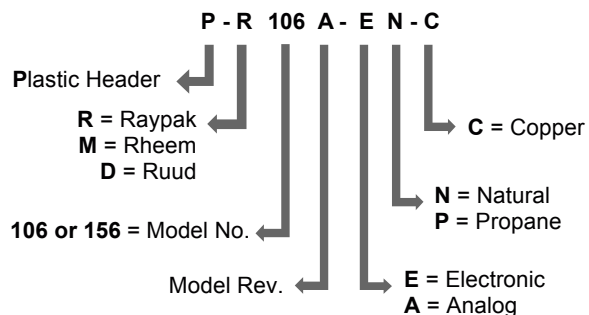 P - R 106 A - E N - C
Plastic Header
R = Raypak
M = Rheem
D = Ruud
C = Copper
N = Natural
P = Propane
106 or 156 = Model No.
Model Rev.
E = Electronic
A = Analog